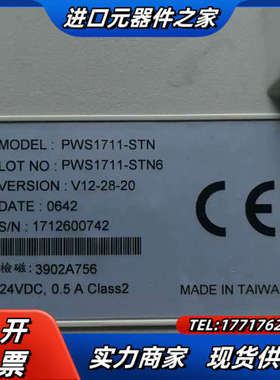 进口元器件之家
MODEL : PWS1711-STN
LOT NO : PWS1711-STN6
VERSION : V12-28-20
DATE : 0642
S/N : 1712600742
檢磁 : 3902A756
24VDC, 0.5 A Class2
CE
MADE IN TAIWA
开
票
TEL:1771762
实力商家 现货供